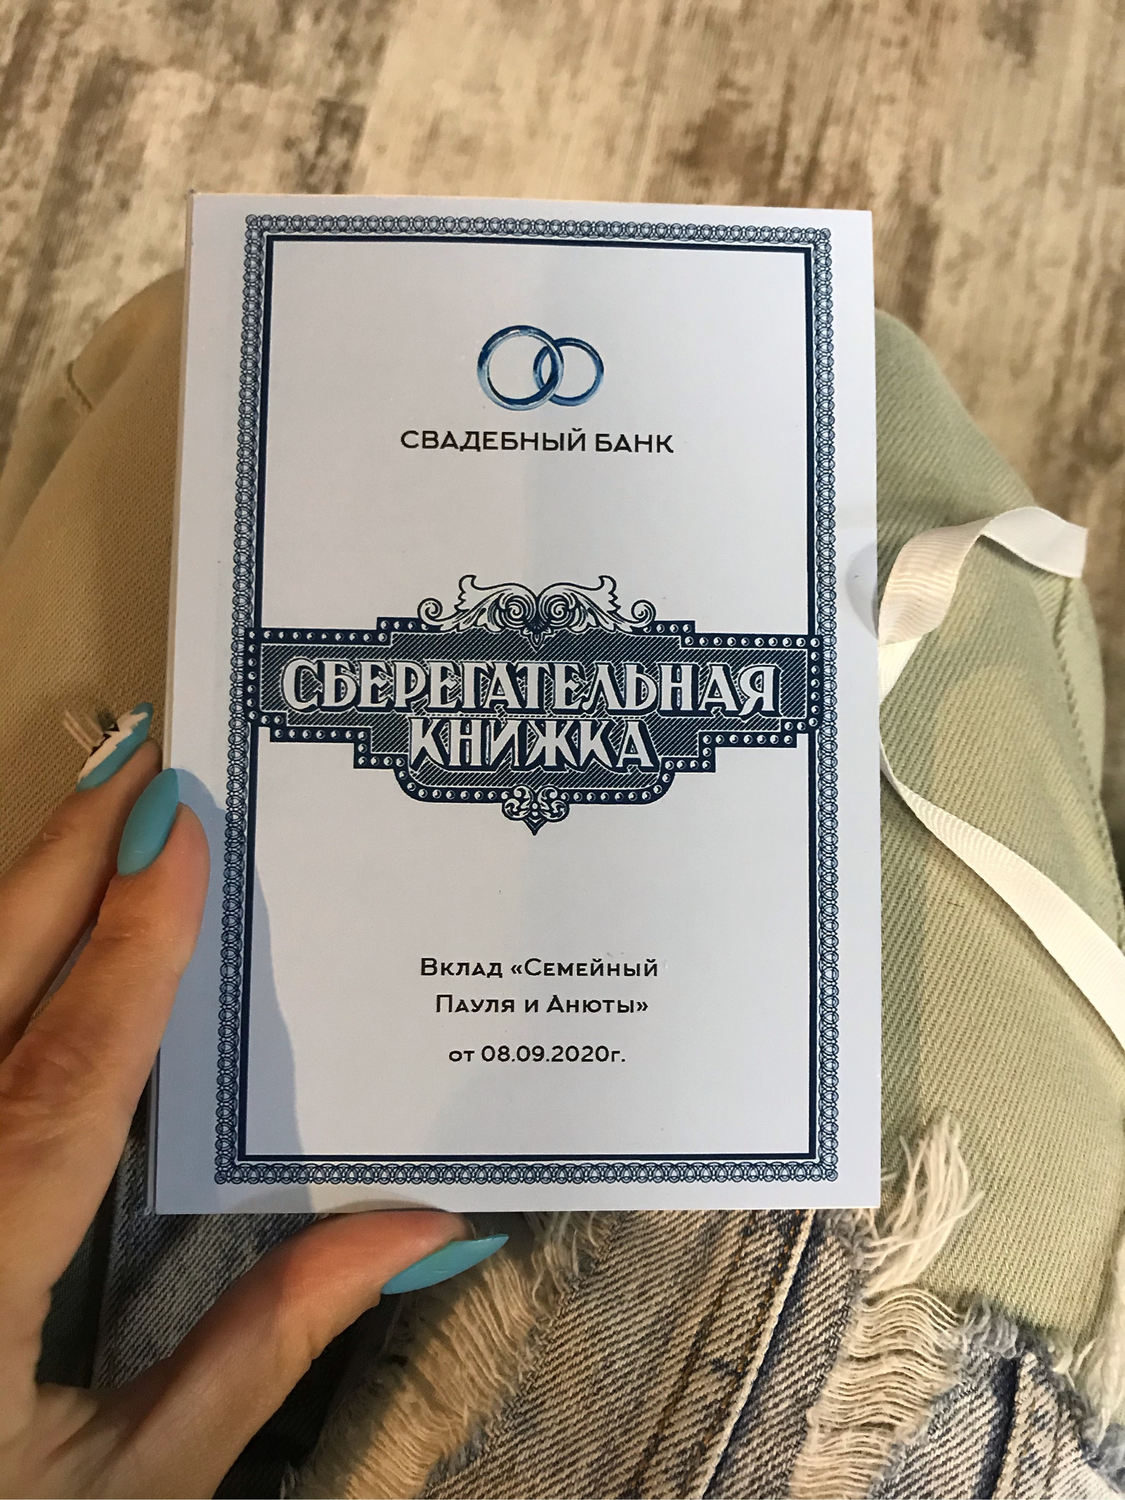 СВАДЕБНЫЙ БАНК
СБЕРЕГАТЕЛЬНАЯ
КНИЖКА
Вклад «Семейный
Пауля и Анюты»
от 08.09.2020г.